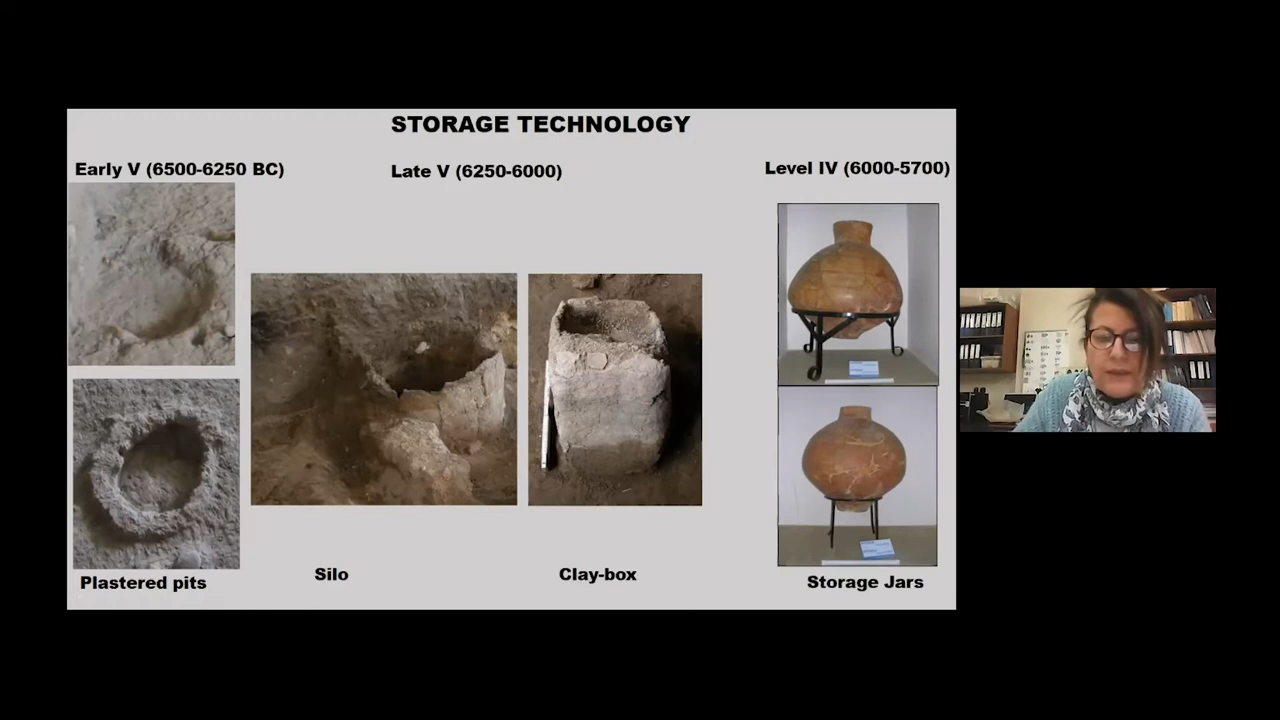 STORAGE TECHNOLOGY
Early V (6500-6250 BC)
Late V (6250-6000)
Level IV (6000-5700)
Plastered pits
Silo
Clay-box
Storage Jars